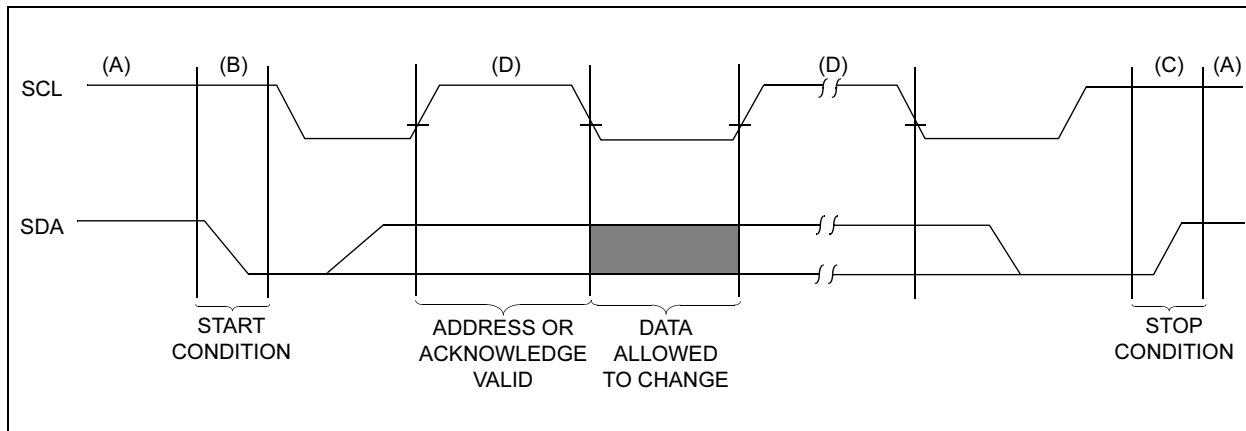 (A) (B) (D) (D) (C) (A)
SCL
SDA
START
CONDITION
ADDRESS OR
ACKNOWLEDGE
VALID
DATA
ALLOWED
TO CHANGE
STOP
CONDITION